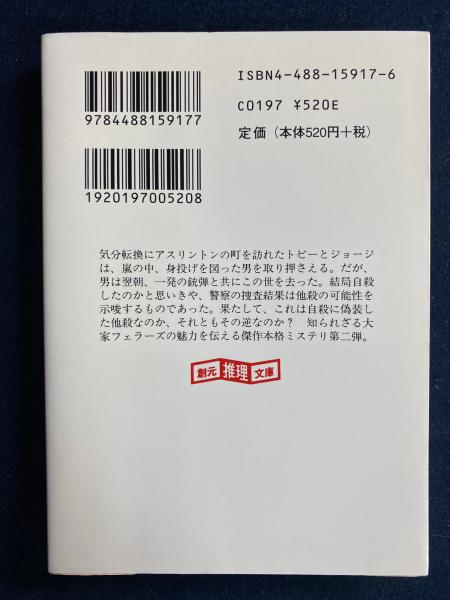 ISBN4-488-15917-6
9784488159177
C0197 ¥520E
定価（本体520円＋税）
1920197005208
気分転換にアスリントンの町を訪れたトビーとジョージ
は、嵐の中、身投げを図った男を取り押さえる。だが、
男は翌朝、一発の銃弾と共にこの世を去った。結局自殺
したのかと思いきや、警察の捜査結果は他殺の可能性を
示唆するものであった。果たして、これは自殺に偽装し
た他殺なのか、それともその逆なのか？　知られざる大
家フェラーズの魅力を伝える傑作本格ミステリ第二弾。
創元推理文庫